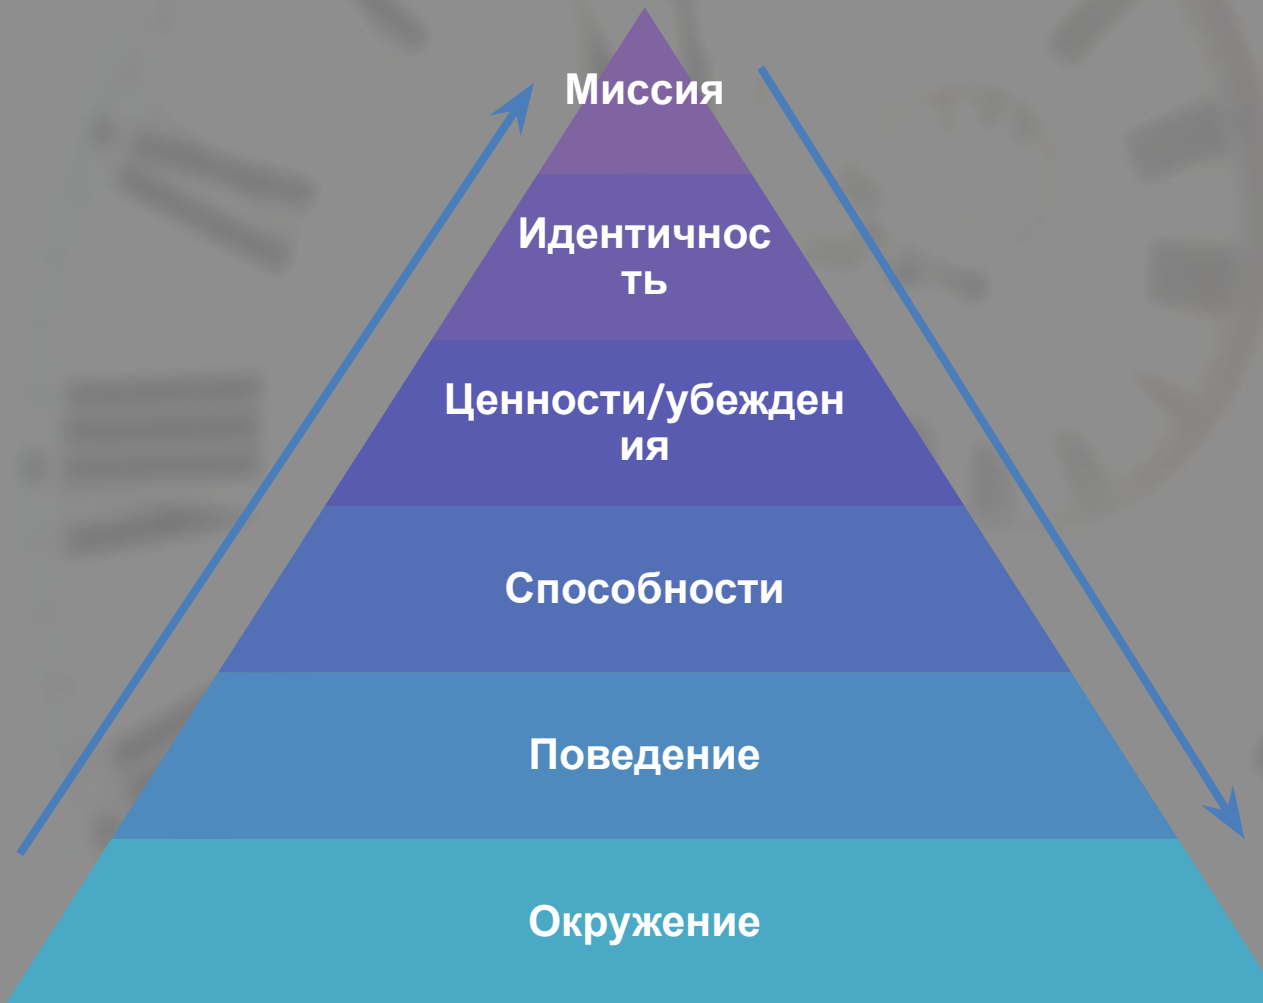 Миссия
Идентичнос
ть
Ценности/убежден
ия
Способности
Поведение
Окружение